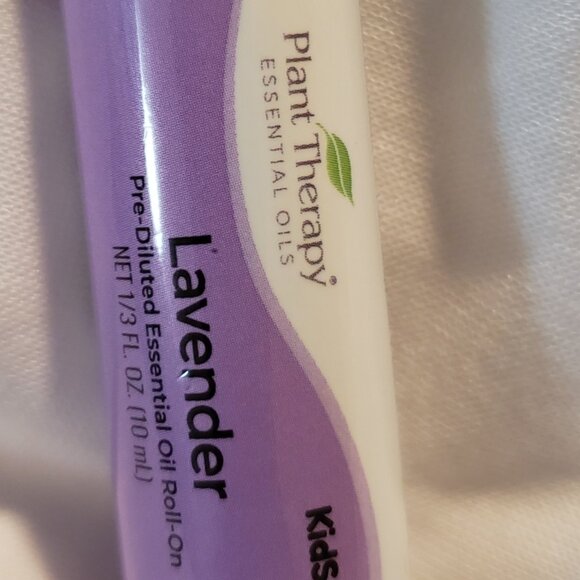 Plant Therapy®
ESSENTIAL OILS
Lavender
Pre-Diluted Essential Oil Roll-On
NET 1/3 FL. OZ. (10 mL)
KidS